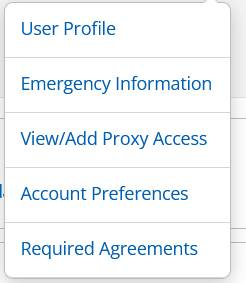 User Profile
Emergency Information
View/Add Proxy Access
Account Preferences
Required Agreements